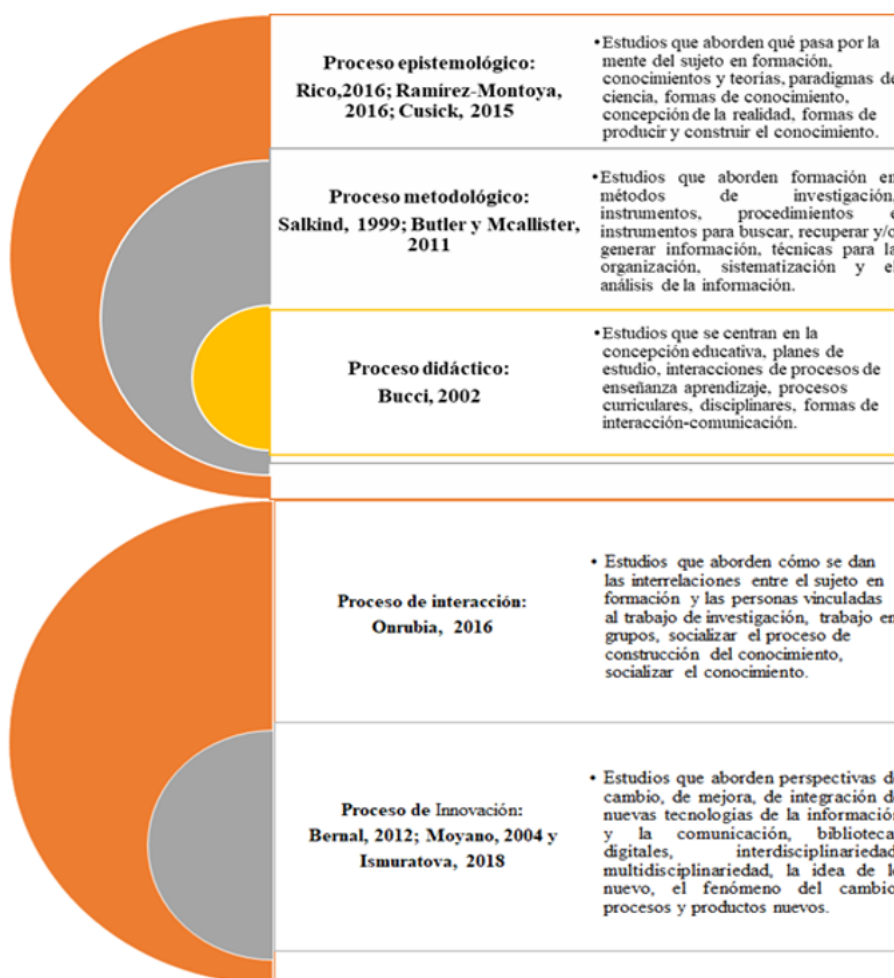 Proceso epistemológico:
Rico,2016; Ramírez-Montoya,
2016; Cusick, 2015
•Estudios que abordan qué pasa por la
mente del sujeto en formación,
conocimientos y teorías, paradigmas de
ciencia, formas de conocimiento,
concepción de la realidad, formas de
producir y construir el conocimiento.
Proceso metodológico:
Salkind, 1999; Butler y Mcallister,
2011
•Estudios que abordan formación en
métodos de investigación,
instrumentos, procedimientos e
instrumentos para buscar, recuperar y/o
generar información, técnicas para la
organización, sistematización y el
análisis de la información.
Proceso didáctico:
Bucci, 2002
•Estudios que se centran en la
concepción educativa, planes de
estudio, interacciones de procesos de
enseñanza aprendizaje, procesos
curriculares, disciplinares, formas de
interacción-comunicación.
Proceso de interacción:
Onrubia, 2016
• Estudios que abordan cómo se dan
las interrelaciones entre el sujeto en
formación y las personas vinculadas
al trabajo de investigación, trabajo en
grupos, socializar el proceso de
construcción del conocimiento,
socializar el conocimiento.
Proceso de Innovación:
Bernal, 2012; Moyano, 2004 y
Ismuratova, 2018
• Estudios que abordan perspectivas de
cambio, de mejora, de integración de
nuevas tecnologías de la información
y la comunicación, biblioteca
digitales, interdisciplinariedad
multidisciplinariedad, la idea de lo
nuevo, el fenómeno del cambio
procesos y productos nuevos.